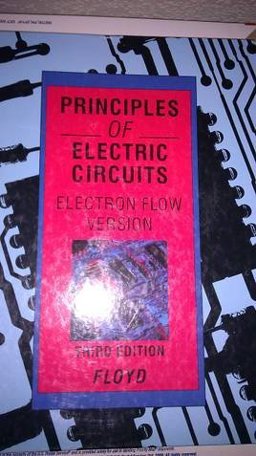 PRINCIPLES
OF
ELECTRIC
CIRCUITS
ELECTRON FLOW
VERSION
THIRD EDITION
FLOYD